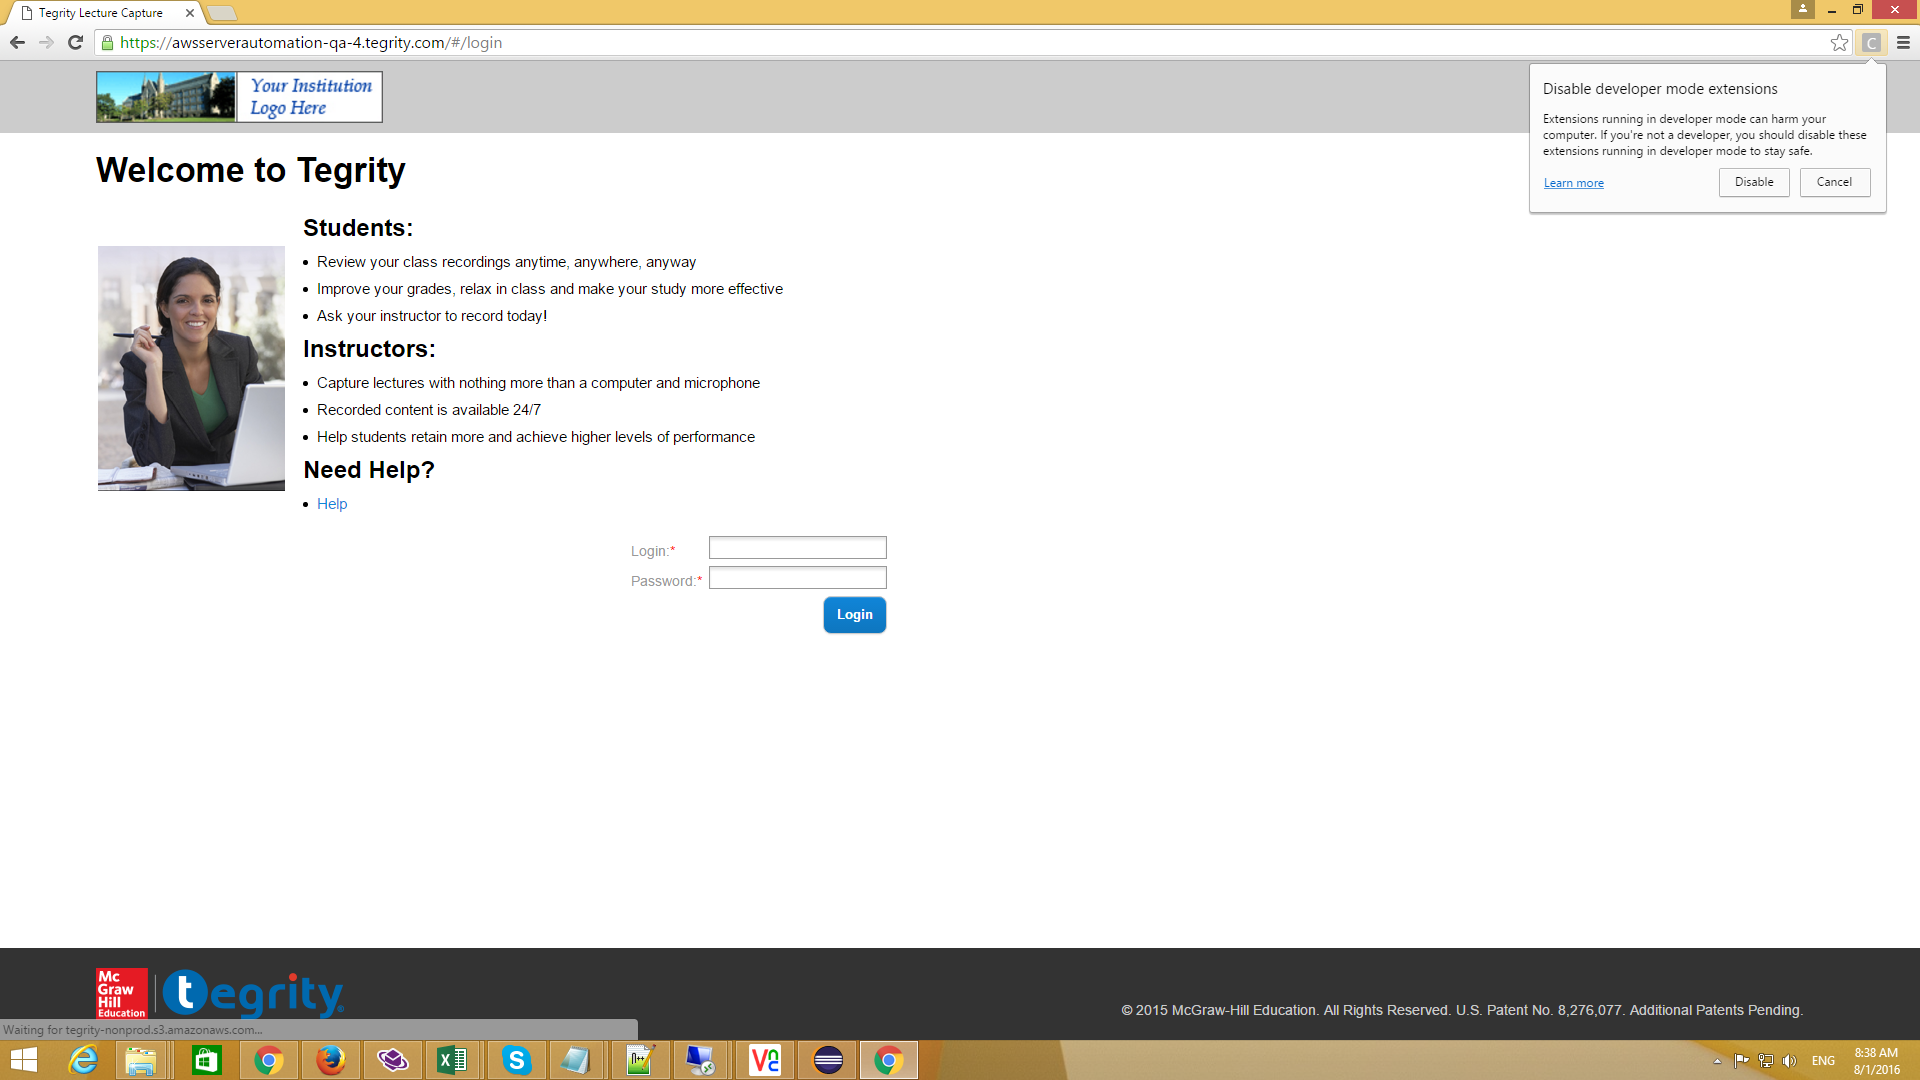 Tegrity Lecture Capture
https://awsserverautomation-qa-4.tegrity.com/#/login
C
Your Institution
Logo Here
Disable developer mode extensions
Extensions running in developer mode can harm your
computer. If you're not a developer, you should disable these
extensions running in developer mode to stay safe.
Learn more
Disable
Cancel
Welcome to Tegrity
Students:
Review your class recordings anytime, anywhere, anyway
Improve your grades, relax in class and make your study more effective
Ask your instructor to record today!
Instructors:
Capture lectures with nothing more than a computer and microphone
Recorded content is available 24/7
Help students retain more and achieve higher levels of performance
Need Help?
Help
Login:*
Password:*
Login
Mc
Graw
Hill
Education
tegrity
© 2015 McGraw-Hill Education. All Rights Reserved. U.S. Patent No. 8,276,077. Additional Patents Pending.
Waiting for tegrity-nonprod.s3.amazonaws.com...
ENG
8:38 AM
8/1/2016